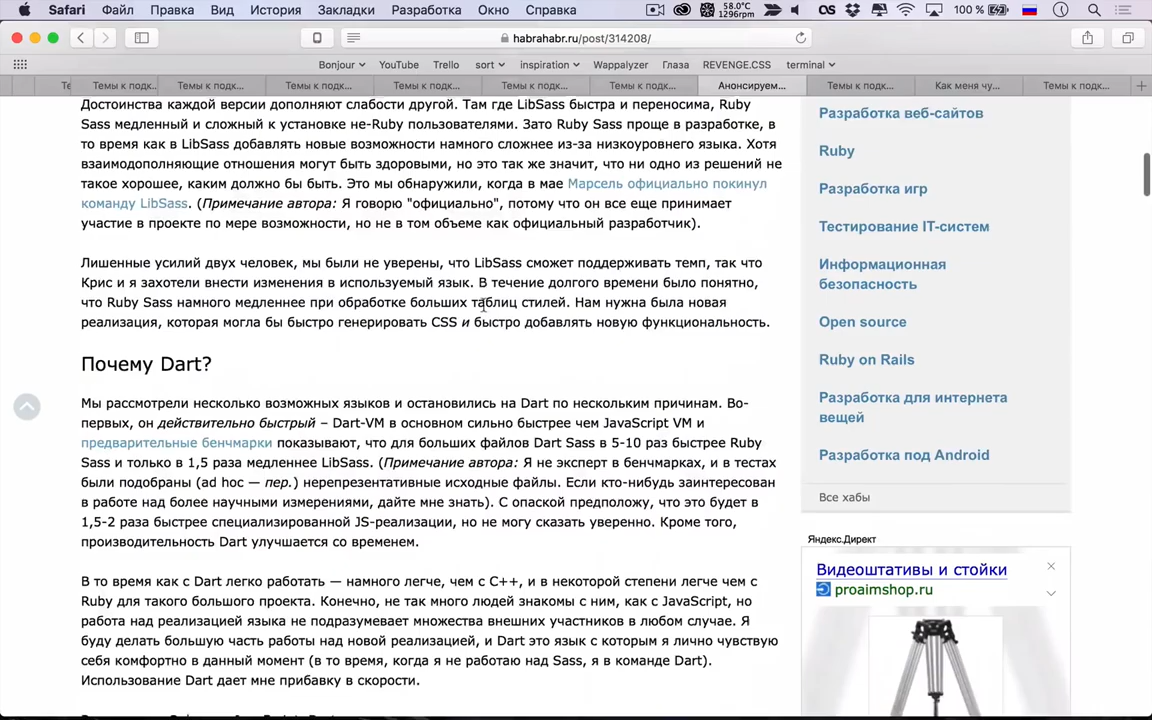 Safari Файл Правка Вид История Закладки Разработка Окно Справка 58.0°C 1296rpm 100 %
habrahabr.ru/post/314208/
Bonjour YouTube Trello sort inspiration Wappalyzer Глаза REVENGE.CSS terminal
Те Темы к подк... Темы к подк... Темы к подк... Темы к подк... Темы к подк... Темы к подк... Анонсируем... Темы к подк... Как меня чу... Темы к подк...
Достоинства каждой версии дополняют слабости другой. Там где LibSass быстра и переносима, Ruby
Sass медленный и сложный к установке не-Ruby пользователями. Зато Ruby Sass проще в разработке, в
то время как в LibSass добавлять новые возможности намного сложнее из-за низкоуровнего языка. Хотя
взаимодополняющие отношения могут быть здоровыми, но это так же значит, что ни одно из решений не
такое хорошее, каким должно бы быть. Это мы обнаружили, когда в мае Марсель официально покинул
команду LibSass. (Примечание автора: Я говорю "официально", потому что он все еще принимает
участие в проекте по мере возможности, но не в том объеме как официальный разработчик).
Лишенные усилий двух человек, мы были не уверены, что LibSass сможет поддерживать темп, так что
Крис и я захотели внести изменения в используемый язык. В течение долгого времени было понятно,
что Ruby Sass намного медленнее при обработке больших таблиц стилей. Нам нужна была новая
реализация, которая могла бы быстро генерировать CSS и быстро добавлять новую функциональность.
Почему Dart?
Мы рассмотрели несколько возможных языков и остановились на Dart по нескольким причинам. Во-
первых, он действительно быстрый – Dart-VM в основном сильно быстрее чем JavaScript VM и
предварительные бенчмарки показывают, что для больших файлов Dart Sass в 5-10 раз быстрее Ruby
Sass и только в 1,5 раза медленнее LibSass. (Примечание автора: Я не эксперт в бенчмарках, и в тестах
были подобраны (ad hoc — пер.) нерепрезентативные исходные файлы. Если кто-нибудь заинтересован
в работе над более научными измерениями, дайте мне знать). С опаской предположу, что это будет в
1,5-2 раза быстрее специализированной JS-реализации, но не могу сказать уверенно. Кроме того,
производительность Dart улучшается со временем.
В то время как с Dart легко работать — намного легче, чем с C++, и в некоторой степени легче чем с
Ruby для такого большого проекта. Конечно, не так много людей знакомы с ним, как с JavaScript, но
работа над реализацией языка не подразумевает множества внешних участников в любом случае. Я
буду делать большую часть работы над новой реализацией, и Dart это язык с которым я лично чувствую
себя комфортно в данный момент (в то время, когда я не работаю над Sass, я в команде Dart).
Использование Dart дает мне прибавку в скорости.
Разработка веб-сайтов
Ruby
Разработка игр
Тестирование IT-систем
Информационная
безопасность
Open source
Ruby on Rails
Разработка для интернета
вещей
Разработка под Android
Все хабы
Яндекс.Директ
Видеоштативы и стойки
proaimshop.ru